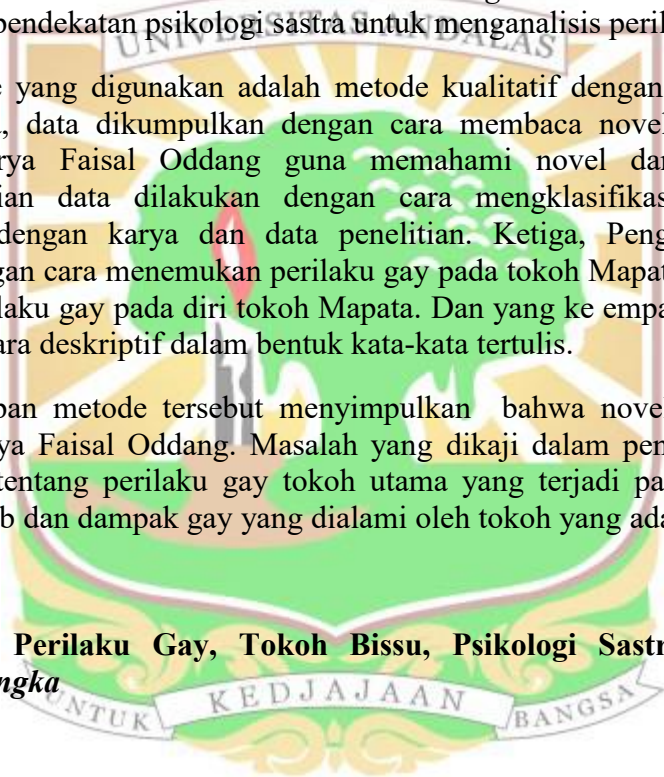 pendekatan psikologi sastra untuk menganalisis peril
UNIVERSITAS ANDALAS
yang digunakan adalah metode kualitatif dengan
data dikumpulkan dengan cara membaca novel
rya Faisal Oddang guna memahami novel dar
ian data dilakukan dengan cara mengklasifikas
dengan karya dan data penelitian. Ketiga, Peng
gan cara menemukan perilaku gay pada tokoh Mapat
ilaku gay pada diri tokoh Mapata. Dan yang ke empa
ara deskriptif dalam bentuk kata-kata tertulis.
pan metode tersebut menyimpulkan bahwa nove
ya Faisal Oddang. Masalah yang dikaji dalam pen
tentang perilaku gay tokoh utama yang terjadi pa
b dan dampak gay yang dialami oleh tokoh yang ada
Perilaku Gay, Tokoh Bissu, Psikologi Sastr
ngka
UNTUK KEDJAJAAN BANGSA